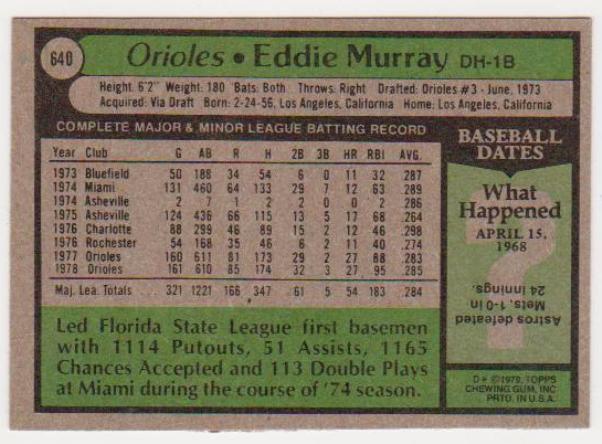 640
Orioles • Eddie Murray DH-1B
Height: 6'2" Weight: 180 Bats: Both Throws: Right Drafted: Orioles #3 - June, 1973
Acquired: Via Draft Born: 2-24-56, Los Angeles, California Home: Los Angeles, California
COMPLETE MAJOR & MINOR LEAGUE BATTING RECORD
Year Club G AB R H 2B 3B HR RBI AVG.
1973 Bluefield 50 188 34 54 6 0 11 32 .287
1974 Miami 131 460 64 133 29 7 12 63 .289
1974 Asheville 2 7 1 2 2 0 0 2 .286
1975 Asheville 124 436 66 115 13 5 17 68 .264
1976 Charlotte 88 299 46 89 15 2 12 46 .298
1976 Rochester 54 168 35 46 6 2 11 40 .274
1977 Orioles 160 611 81 173 29 2 27 88 .283
1978 Orioles 161 610 85 174 32 3 27 95 .285
Maj. Lea. Totals . . . 321 1221 166 347 61 5 54 183 .284
BASEBALL
DATES
What
Happened
APRIL 15,
1968
?
Astros defeated
Mets, 1-0 in
24 innings.
Led Florida State League first basemen
with 1114 Putouts, 51 Assists, 1165
Chances Accepted and 113 Double Plays
at Miami during the course of '74 season.
D* © 1979, TOPPS
CHEWING GUM, INC
PRTD. IN U.S.A.